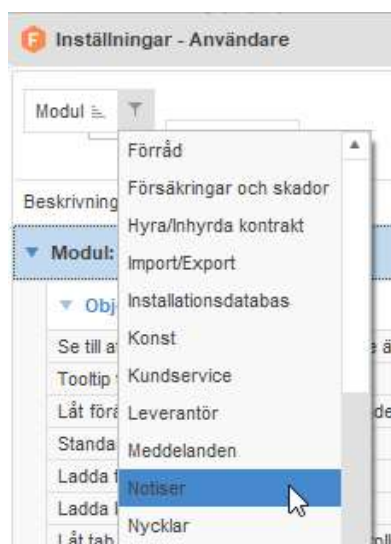 Inställningar - Användare
Modul
Förråd
Försäkringar och skador
Beskrivning
Hyra/Inhyrda kontrakt
Modul:
Import/Export
Installationsdatabas
Obj
Konst
Se till a
Kundservice
Tooltip
Leverantör
Låt förä
de
Meddelanden
Standa
Notiser
Ladda
Ladda
Nycklar
Låt tab